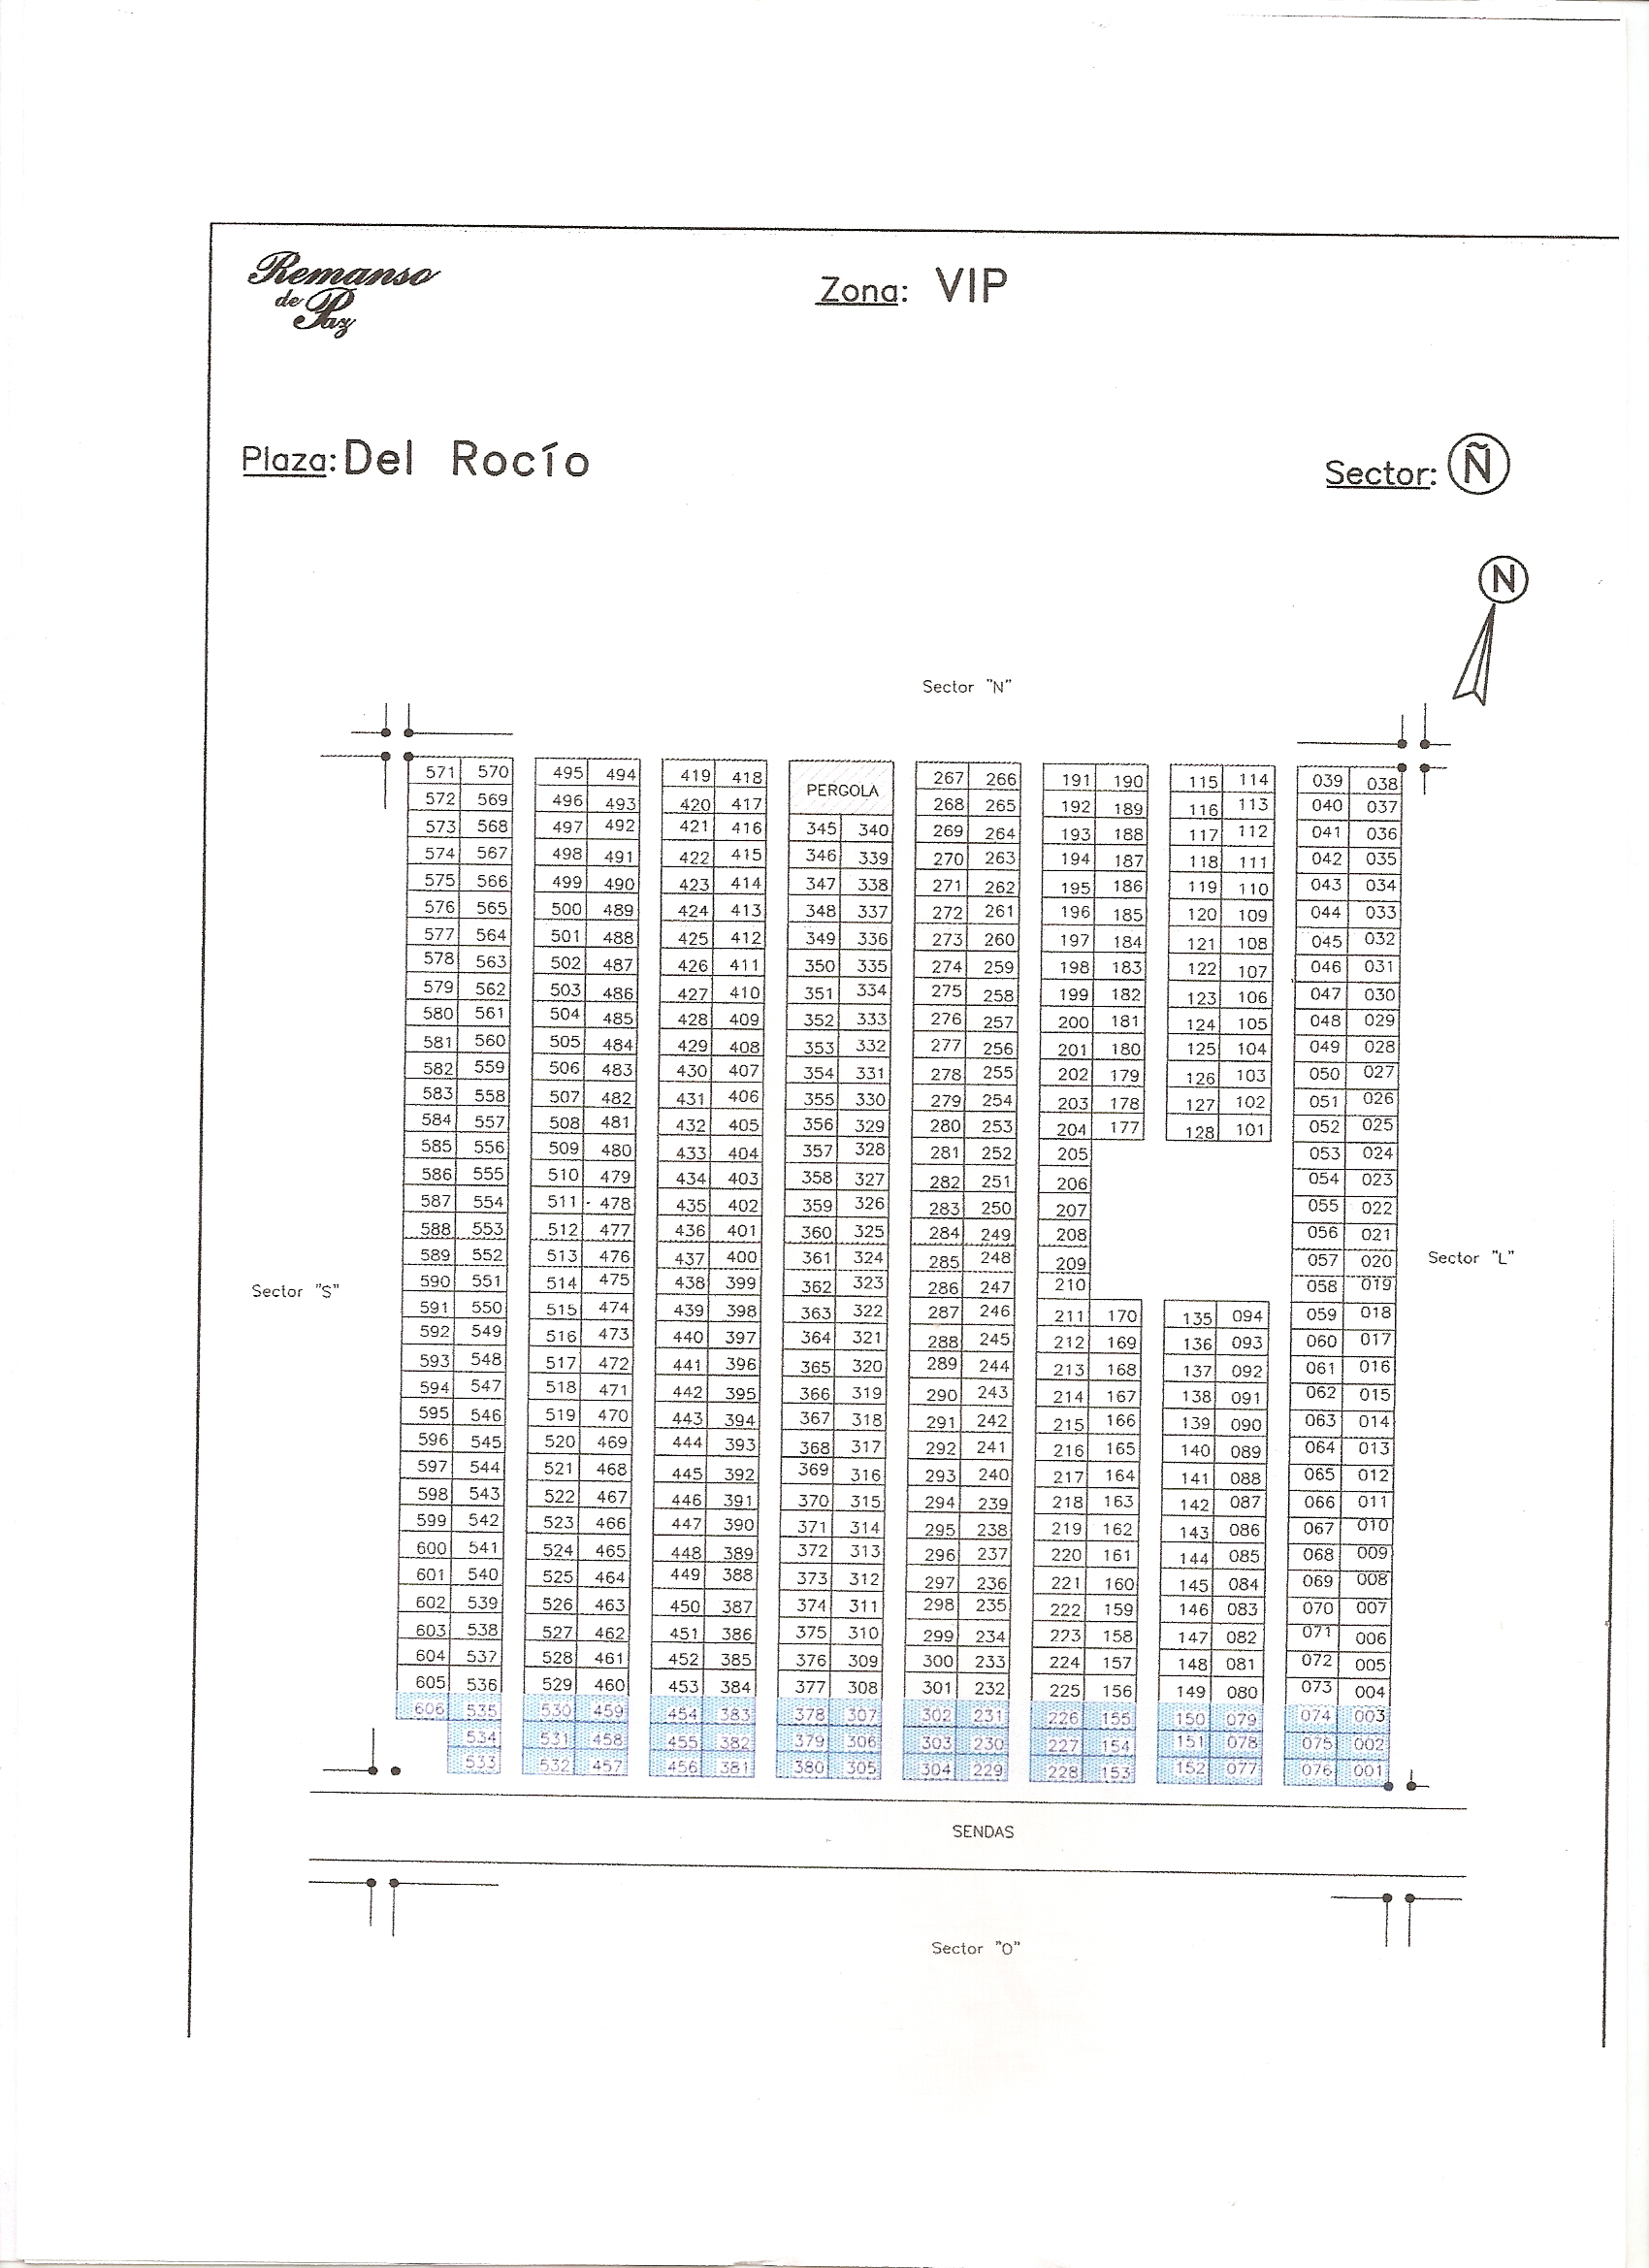 Remanso
de Paz
Zona: VIP
Plaza: Del Rocío
Sector: Ñ
N
Sector "N"
571 570 495 494 419 418 PERGOLA 267 266 191 190 115 114 039 038
572 569 496 493 420 417 268 265 192 189 116 113 040 037
573 568 497 492 421 416 345 340 269 264 193 188 117 112 041 036
574 567 498 491 422 415 346 339 270 263 194 187 118 111 042 035
575 566 499 490 423 414 347 338 271 262 195 186 119 110 043 034
576 565 500 489 424 413 348 337 272 261 196 185 120 109 044 033
577 564 501 488 425 412 349 336 273 260 197 184 121 108 045 032
578 563 502 487 426 411 350 335 274 259 198 183 122 107 046 031
579 562 503 486 427 410 351 334 275 258 199 182 123 106 047 030
580 561 504 485 428 409 352 333 276 257 200 181 124 105 048 029
581 560 505 484 429 408 353 332 277 256 201 180 125 104 049 028
582 559 506 483 430 407 354 331 278 255 202 179 126 103 050 027
583 558 507 482 431 406 355 330 279 254 203 178 127 102 051 026
584 557 508 481 432 405 356 329 280 253 204 177 128 101 052 025
585 556 509 480 433 404 357 328 281 252 205 053 024
586 555 510 479 434 403 358 327 282 251 206 054 023
587 554 511 478 435 402 359 326 283 250 207 055 022
588 553 512 477 436 401 360 325 284 249 208 056 021
589 552 513 476 437 400 361 324 285 248 209 057 020
590 551 514 475 438 399 362 323 286 247 210 058 019
591 550 515 474 439 398 363 322 287 246 211 170 135 094 059 018
592 549 516 473 440 397 364 321 288 245 212 169 136 093 060 017
593 548 517 472 441 396 365 320 289 244 213 168 137 092 061 016
594 547 518 471 442 395 366 319 290 243 214 167 138 091 062 015
595 546 519 470 443 394 367 318 291 242 215 166 139 090 063 014
596 545 520 469 444 393 368 317 292 241 216 165 140 089 064 013
597 544 521 468 445 392 369 316 293 240 217 164 141 088 065 012
598 543 522 467 446 391 370 315 294 239 218 163 142 087 066 011
599 542 523 466 447 390 371 314 295 238 219 162 143 086 067 010
600 541 524 465 448 389 372 313 296 237 220 161 144 085 068 009
601 540 525 464 449 388 373 312 297 236 221 160 145 084 069 008
602 539 526 463 450 387 374 311 298 235 222 159 146 083 070 007
603 538 527 462 451 386 375 310 299 234 223 158 147 082 071 006
604 537 528 461 452 385 376 309 300 233 224 157 148 081 072 005
605 536 529 460 453 384 377 308 301 232 225 156 149 080 073 004
606 535 530 459 454 383 378 307 302 231 226 155 150 079 074 003
534 531 458 455 382 379 306 303 230 227 154 151 078 075 002
533 532 457 456 381 380 305 304 229 228 153 152 077 076 001
Sector "S"
Sector "L"
SENDAS
Sector "O"